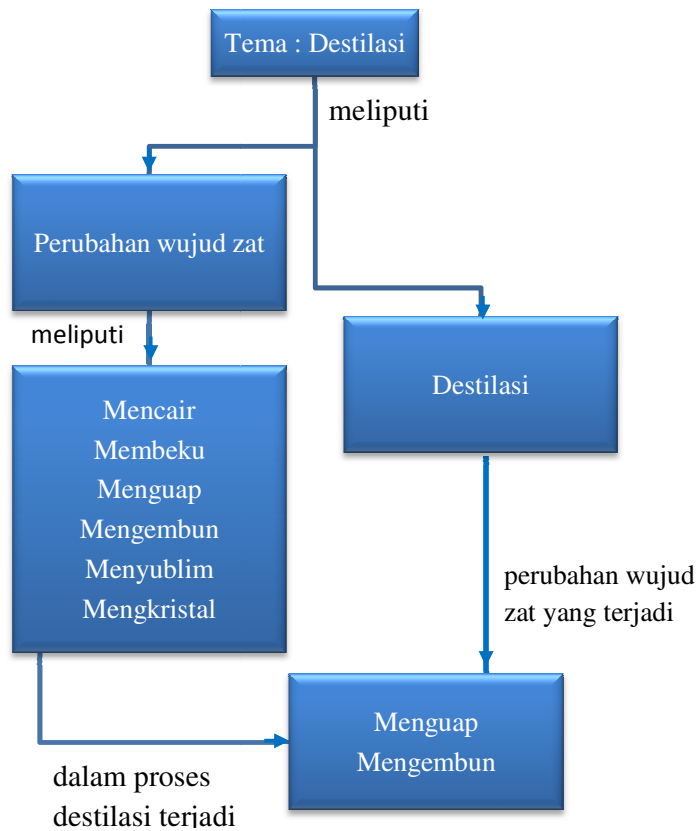 Tema : Destilasi
meliputi
Perubahan wujud zat
meliputi
Mencair
Membeku
Menguap
Mengembun
Menyublim
Mengkristal
Destilasi
perubahan wujud
zat yang terjadi
Menguap
Mengembun
dalam proses
destilasi terjadi